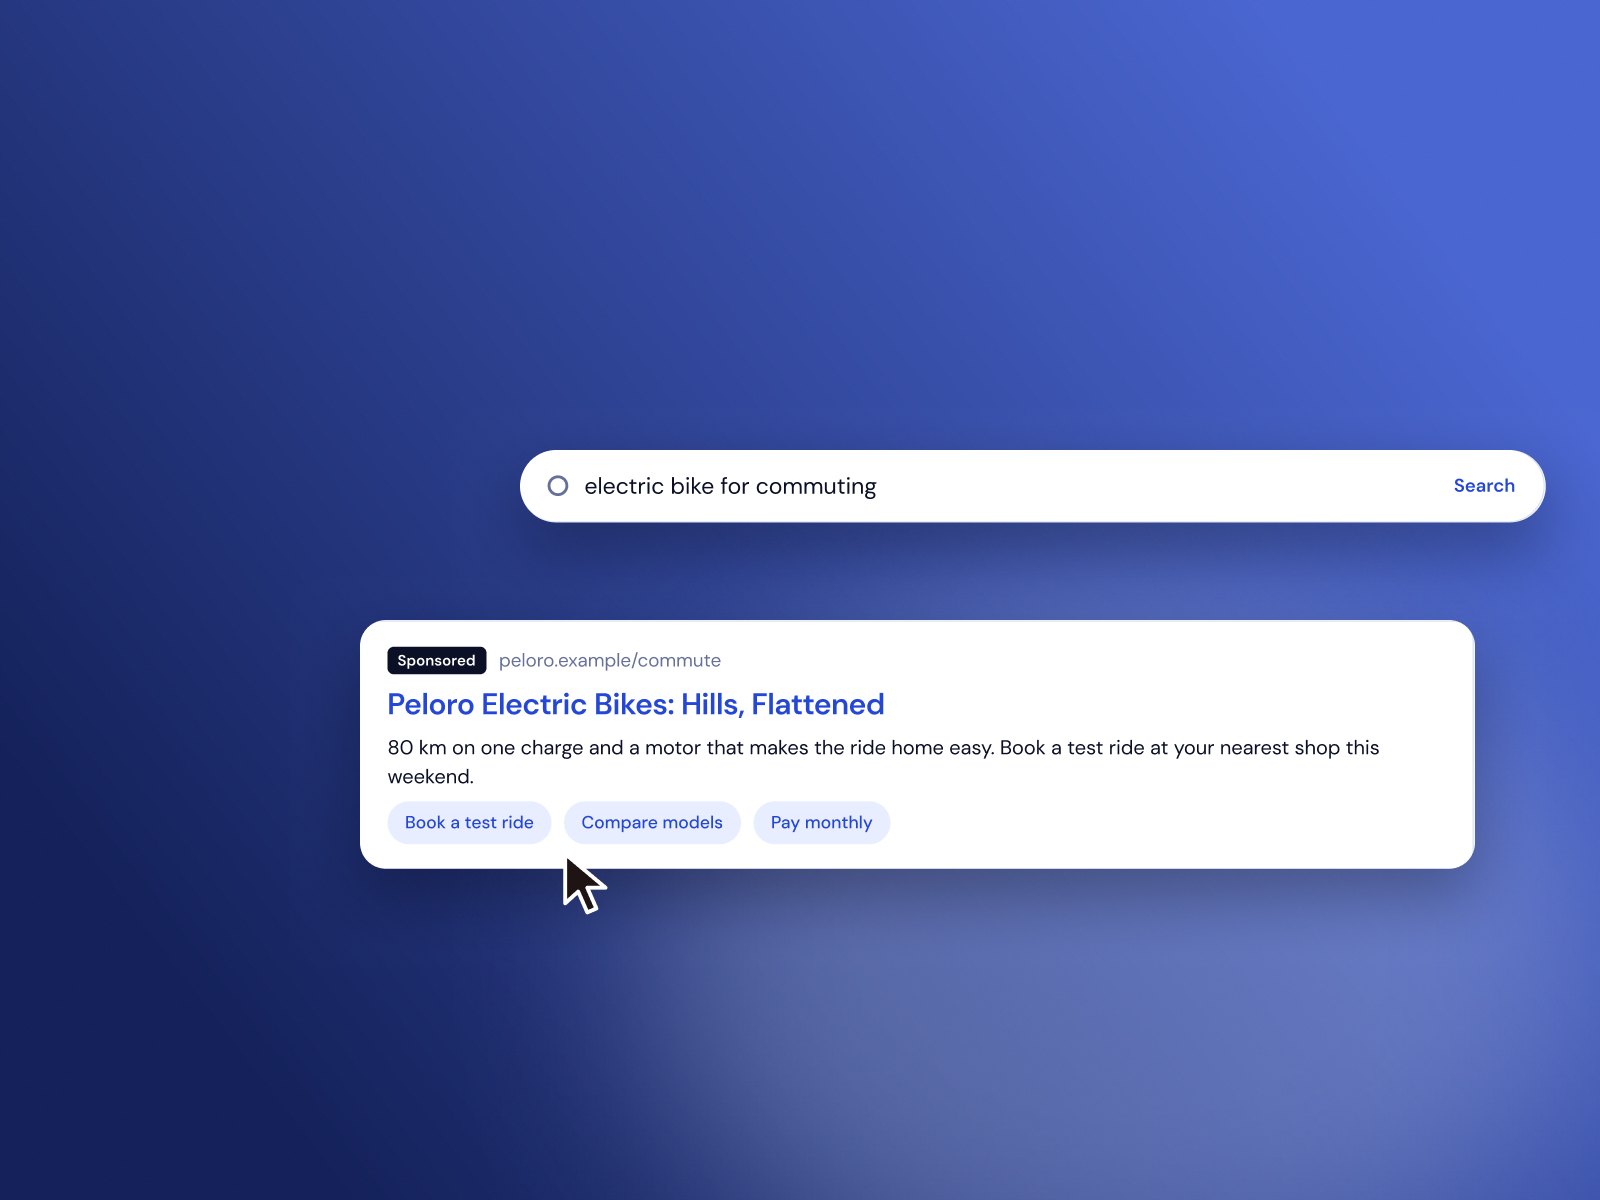 electric bike for commuting
Search
Sponsored
peloro.example/commute
Peloro Electric Bikes: Hills, Flattened
80 km on one charge and a motor that makes the ride home easy. Book a test ride at your nearest shop this
weekend.
Book a test ride
Compare models
Pay monthly